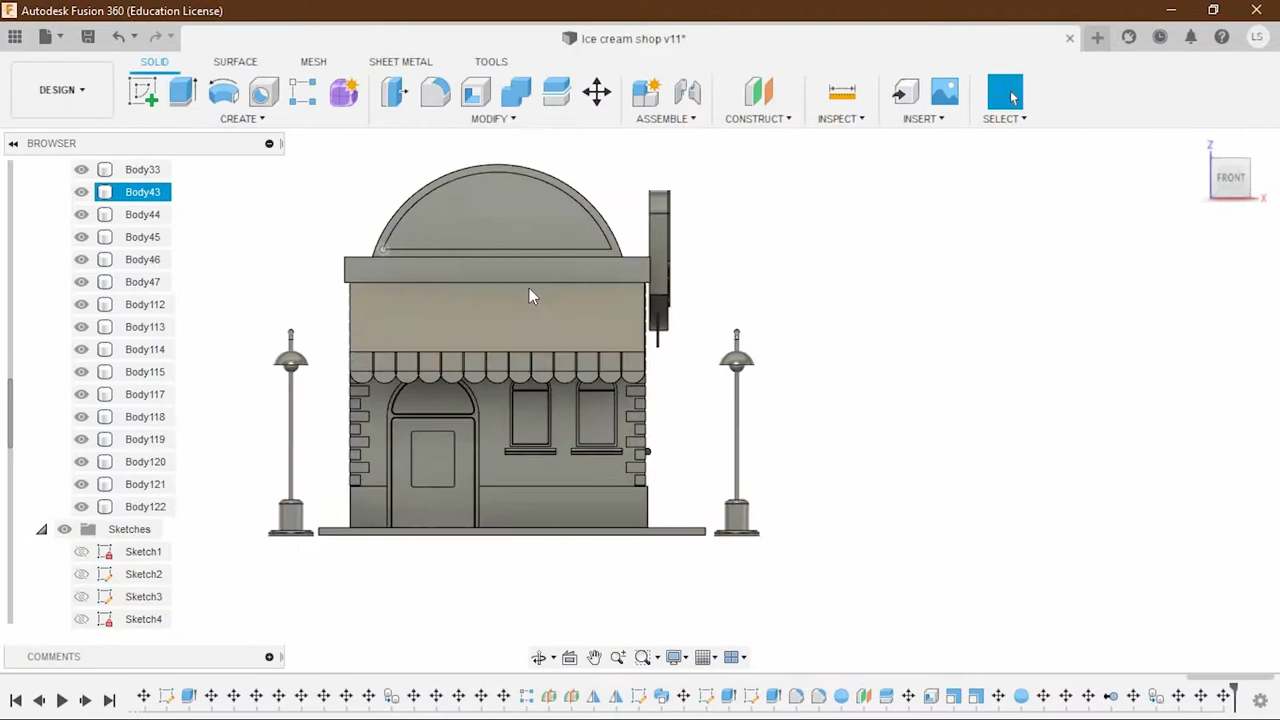 Autodesk Fusion 360 (Education License)
Ice cream shop v11*
LS
SOLID SURFACE MESH SHEET METAL TOOLS
DESIGN
CREATE MODIFY ASSEMBLE CONSTRUCT INSPECT INSERT SELECT
BROWSER
Body33
Body43
Body44
Body45
Body46
Body47
Body112
Body113
Body114
Body115
Body117
Body118
Body119
Body120
Body121
Body122
Sketches
Sketch1
Sketch2
Sketch3
Sketch4
Z
FRONT
X
COMMENTS